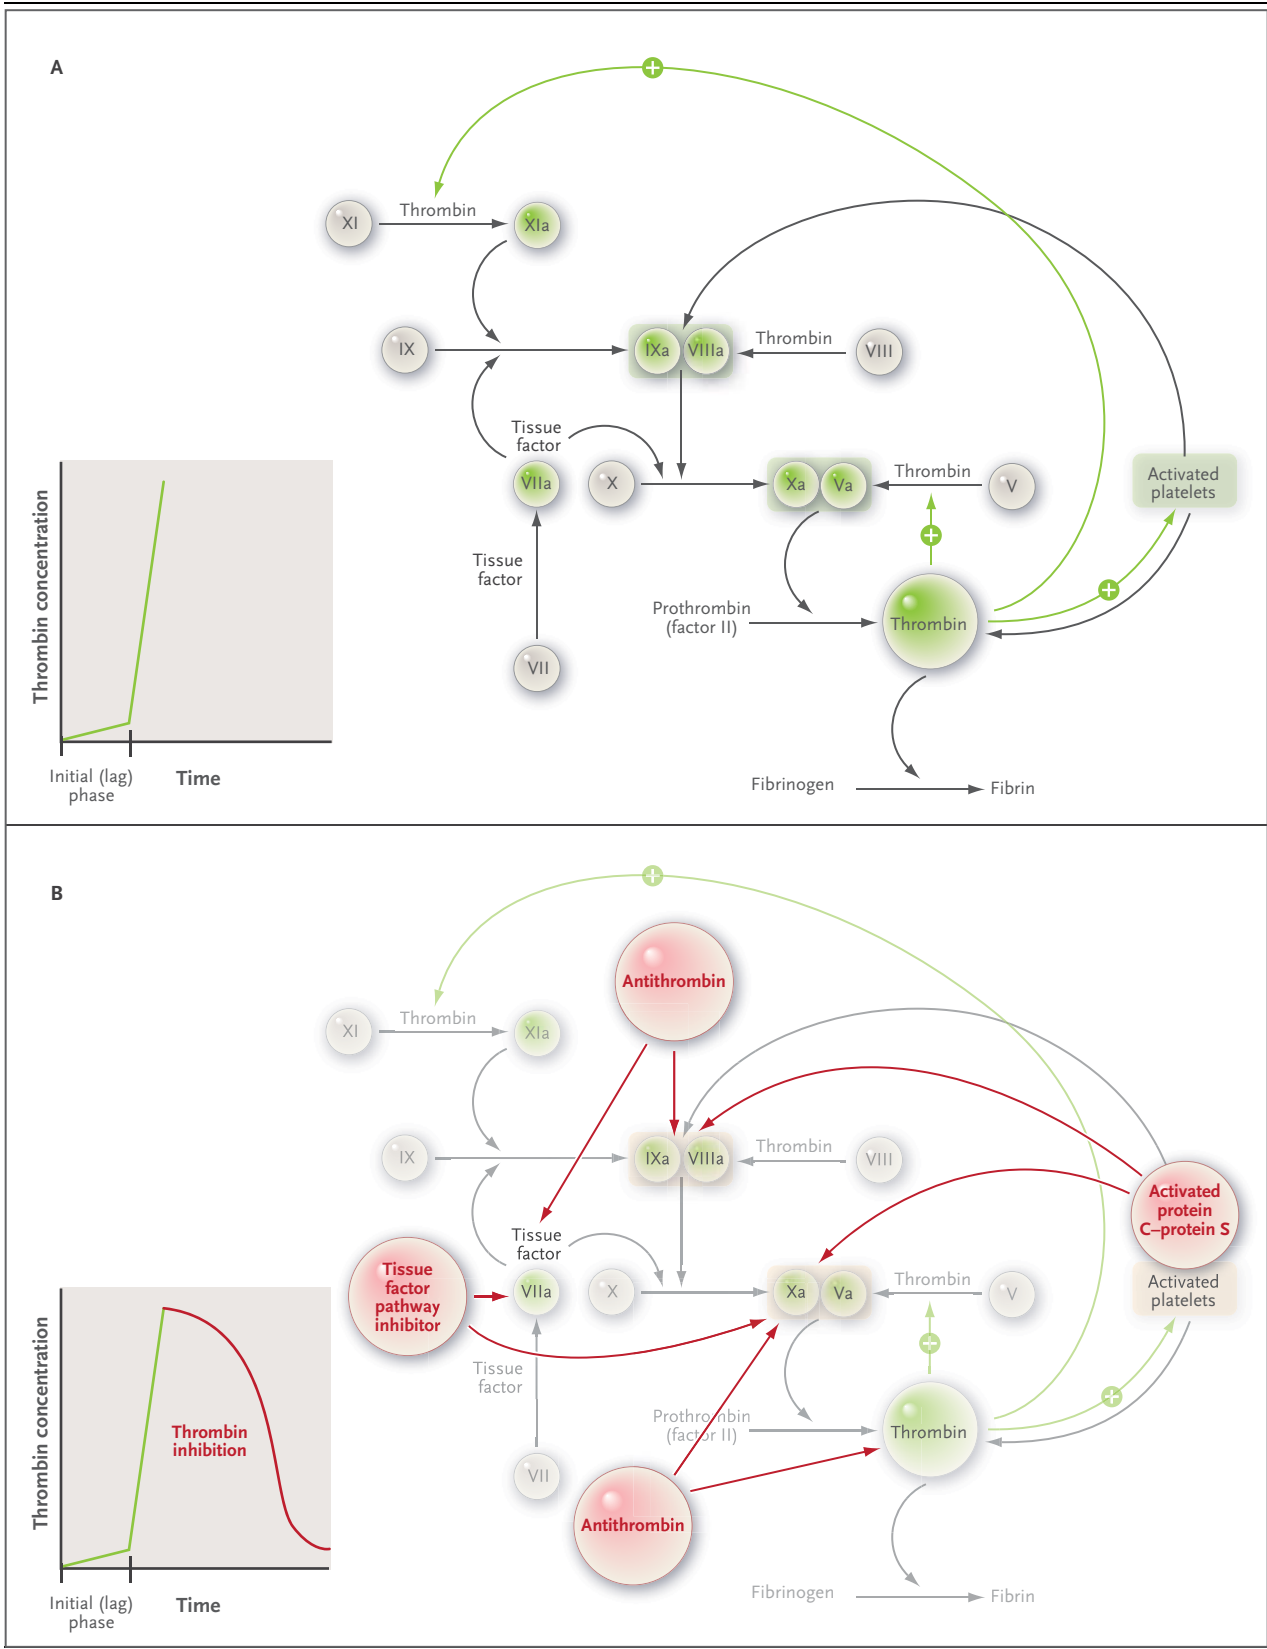 A
XI
Thrombin
XIa
IX
IXa
VIIIa
Thrombin
VIII
Tissue
factor
VIIa
X
Xa
Va
Thrombin
V
Activated
platelets
Tissue
factor
Prothrombin
(factor II)
Thrombin
VII
Fibrinogen
Fibrin
Thrombin concentration
Initial (lag)
phase
Time
B
Antithrombin
XI
Thrombin
XIa
IX
IXa
VIIIa
Thrombin
VIII
Activated
protein
C–protein S
Tissue
factor
Tissue
factor
pathway
inhibitor
VIIa
X
Xa
Va
Thrombin
V
Activated
platelets
Tissue
factor
Prothrombin
(factor II)
Thrombin
VII
Antithrombin
Fibrinogen
Fibrin
Thrombin concentration
Thrombin
inhibition
Initial (lag)
phase
Time